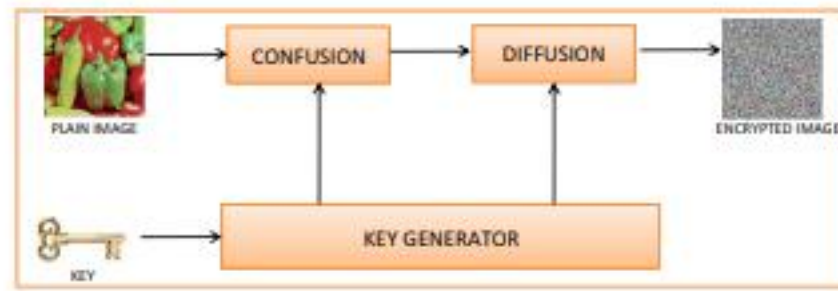 CONFUSION
DIFFUSION
PLAIN IMAGE
ENCRYPTED IMAGE
KEY GENERATOR
KEY